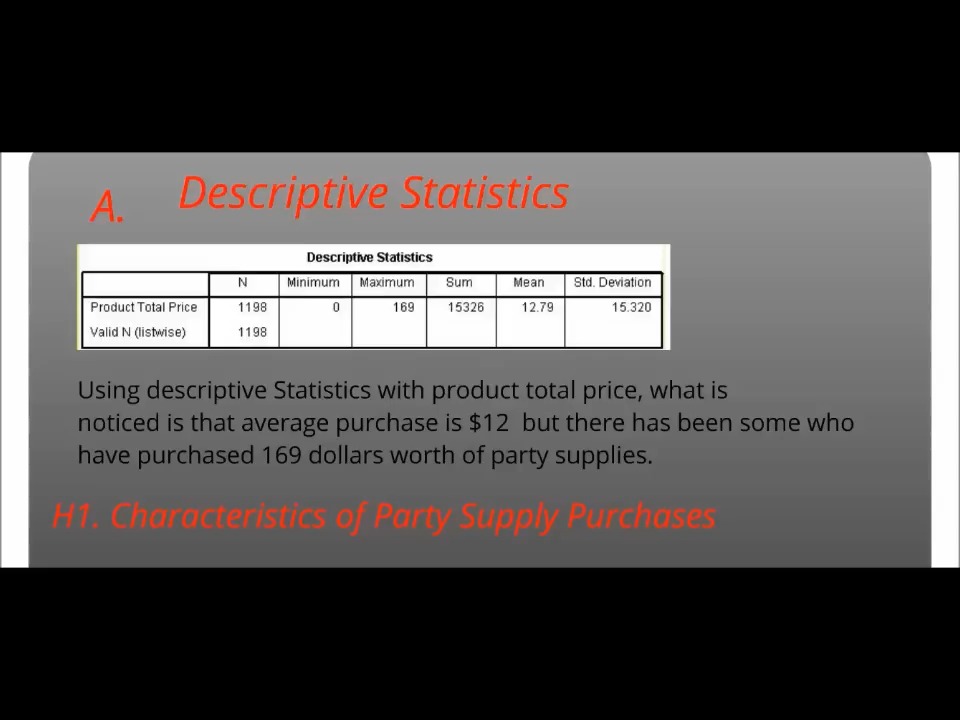 A. Descriptive Statistics
Descriptive Statistics
N Minimum Maximum Sum Mean Std. Deviation
Product Total Price 1198 0 169 15326 12.79 15.320
Valid N (listwise) 1198
Using descriptive Statistics with product total price, what is
noticed is that average purchase is $12 but there has been some who
have purchased 169 dollars worth of party supplies.
H1. Characteristics of Party Supply Purchases